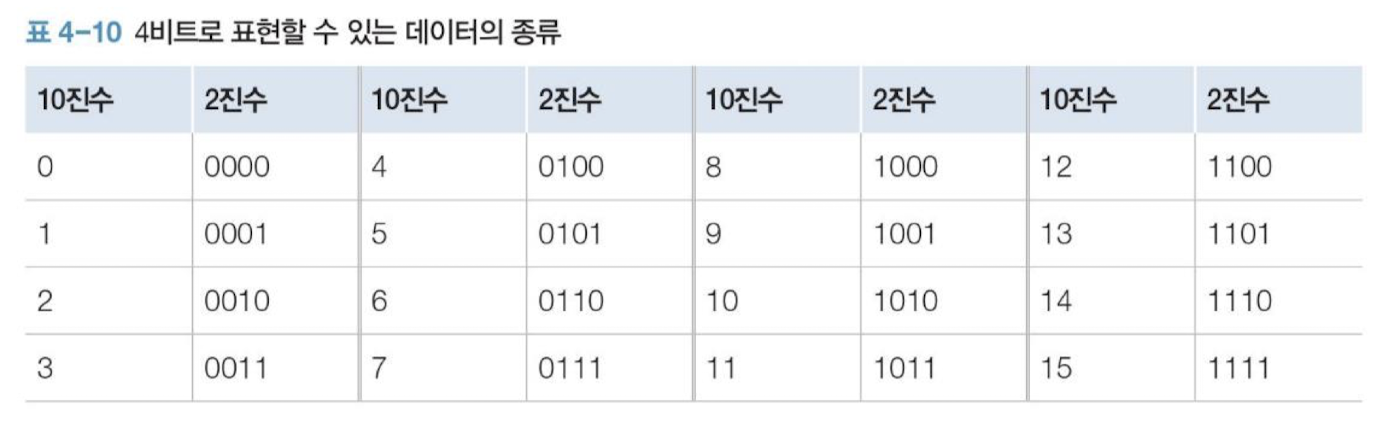 표 4-10 4비트로 표현할 수 있는 데이터의 종류
10진수 2진수 10진수 2진수 10진수 2진수 10진수 2진수
0 0000 4 0100 8 1000 12 1100
1 0001 5 0101 9 1001 13 1101
2 0010 6 0110 10 1010 14 1110
3 0011 7 0111 11 1011 15 1111